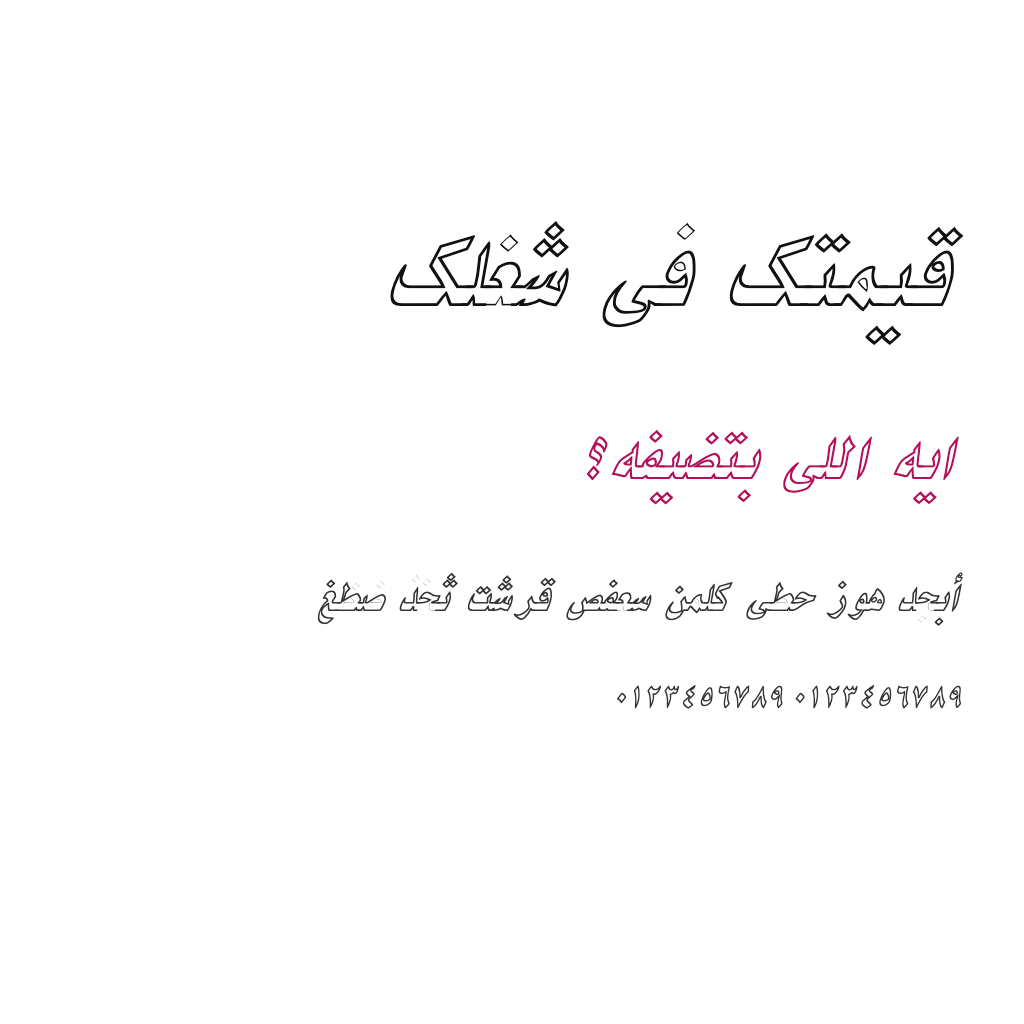 قيمتك فى شغلك
ايه اللى بتضيفه؟
أبجد هوز حطى كلمن سعفص قرشت ثخذ ضظغ
٠١٢٣٤٥٦٧٨٩ ٠١٢٣٤٥٦٧٨٩